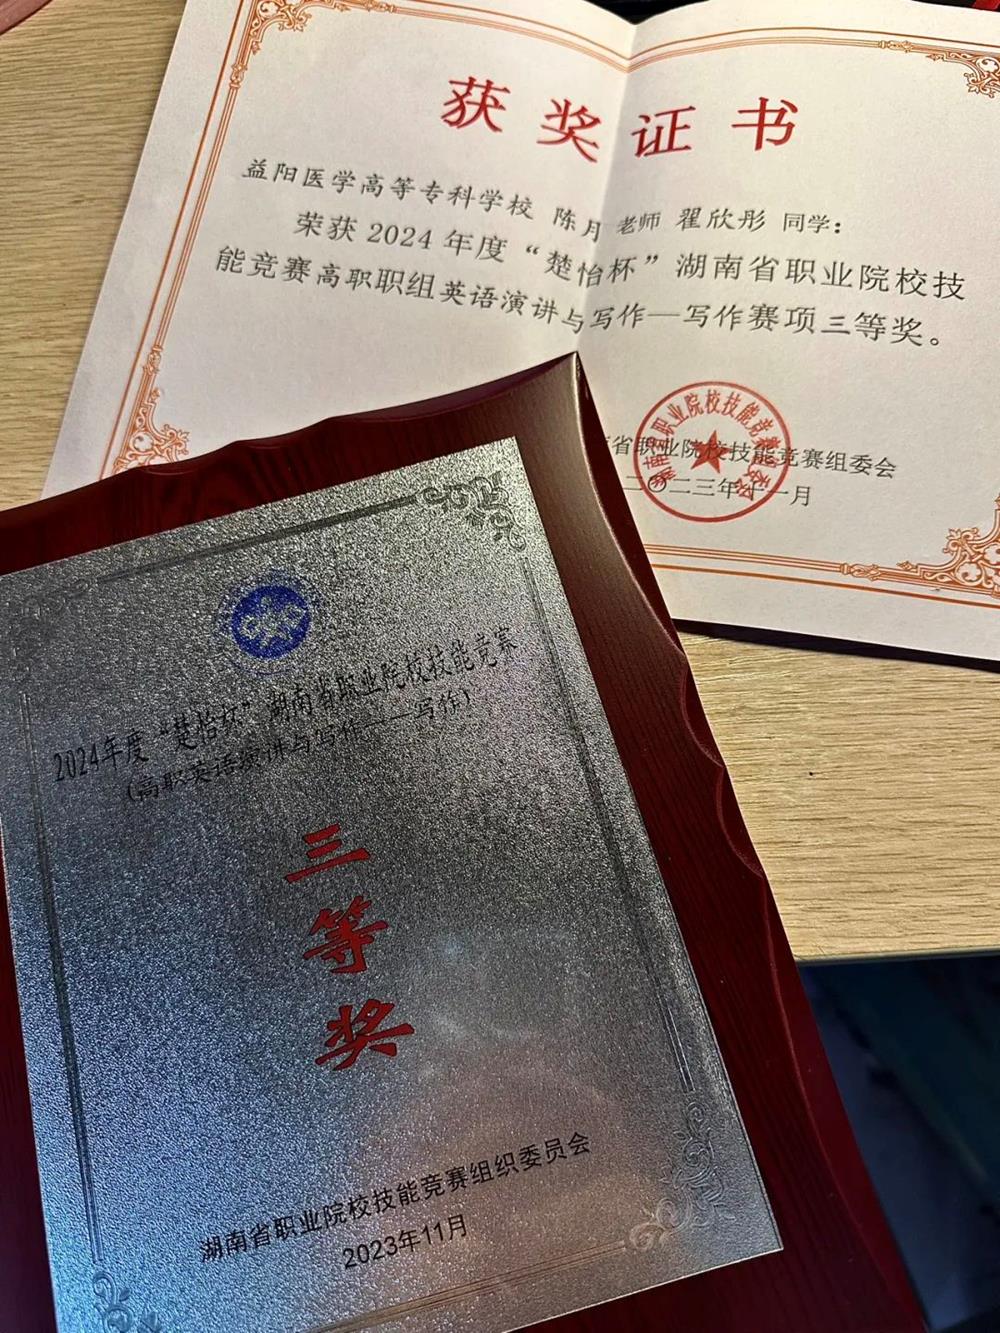 获奖证书
益阳医学高等专科学校 陈月 老师 翟欣彤 同学：
荣获2024年度“楚怡杯”湖南省职业院校技
能竞赛高职职组英语演讲与写作—写作赛项三等奖。
省职业院校技能竞赛组委会
二〇二三年十一月
2024年度“楚怡杯”湖南省职业院校技能竞赛
（高职英语演讲与写作——写作）
三
等
奖
湖南省职业院校技能竞赛组织委员会
2023年11月